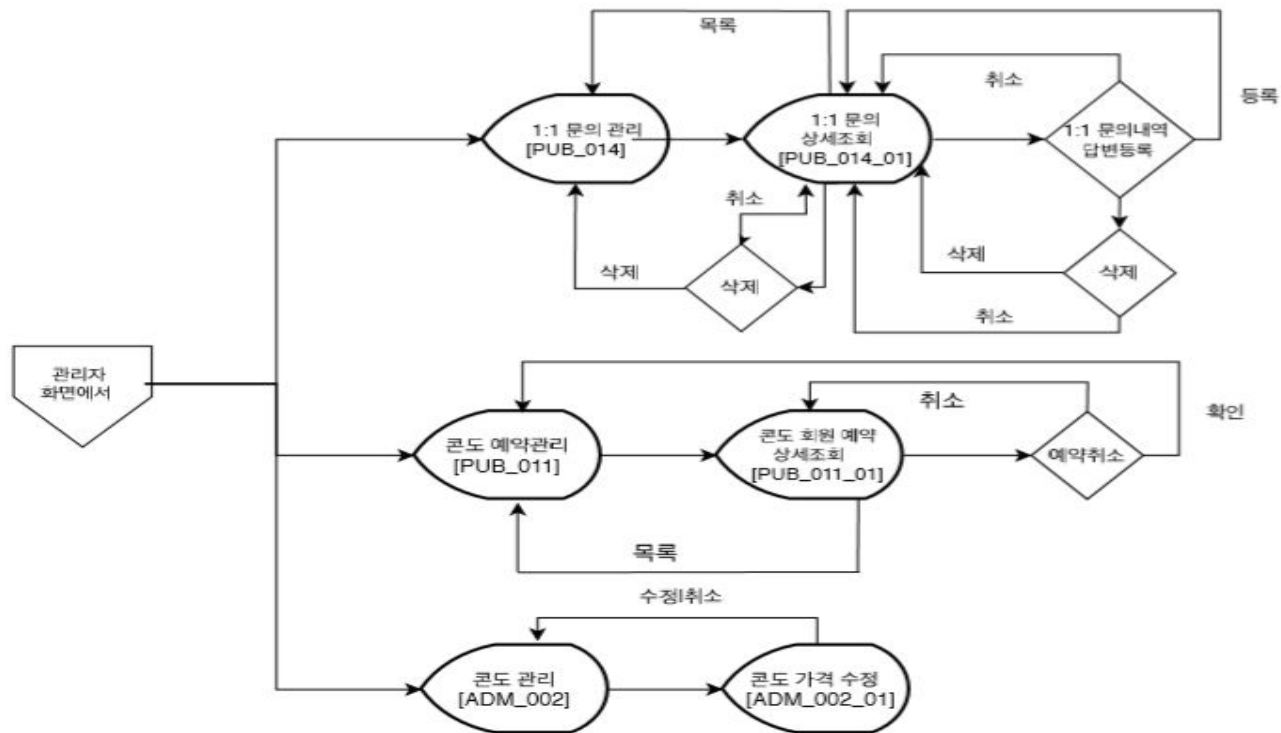 목록
취소
등록
1:1 문의 관리
[PUB_014]
1:1 문의
상세조회
[PUB_014_01]
1:1 문의내역
답변등록
취소
삭제
삭제
삭제
삭제
취소
관리자
화면에서
취소
확인
콘도 예약관리
[PUB_011]
콘도 회원 예약
상세조회
[PUB_011_01]
예약취소
목록
수정|취소
콘도 관리
[ADM_002]
콘도 가격 수정
[ADM_002_01]